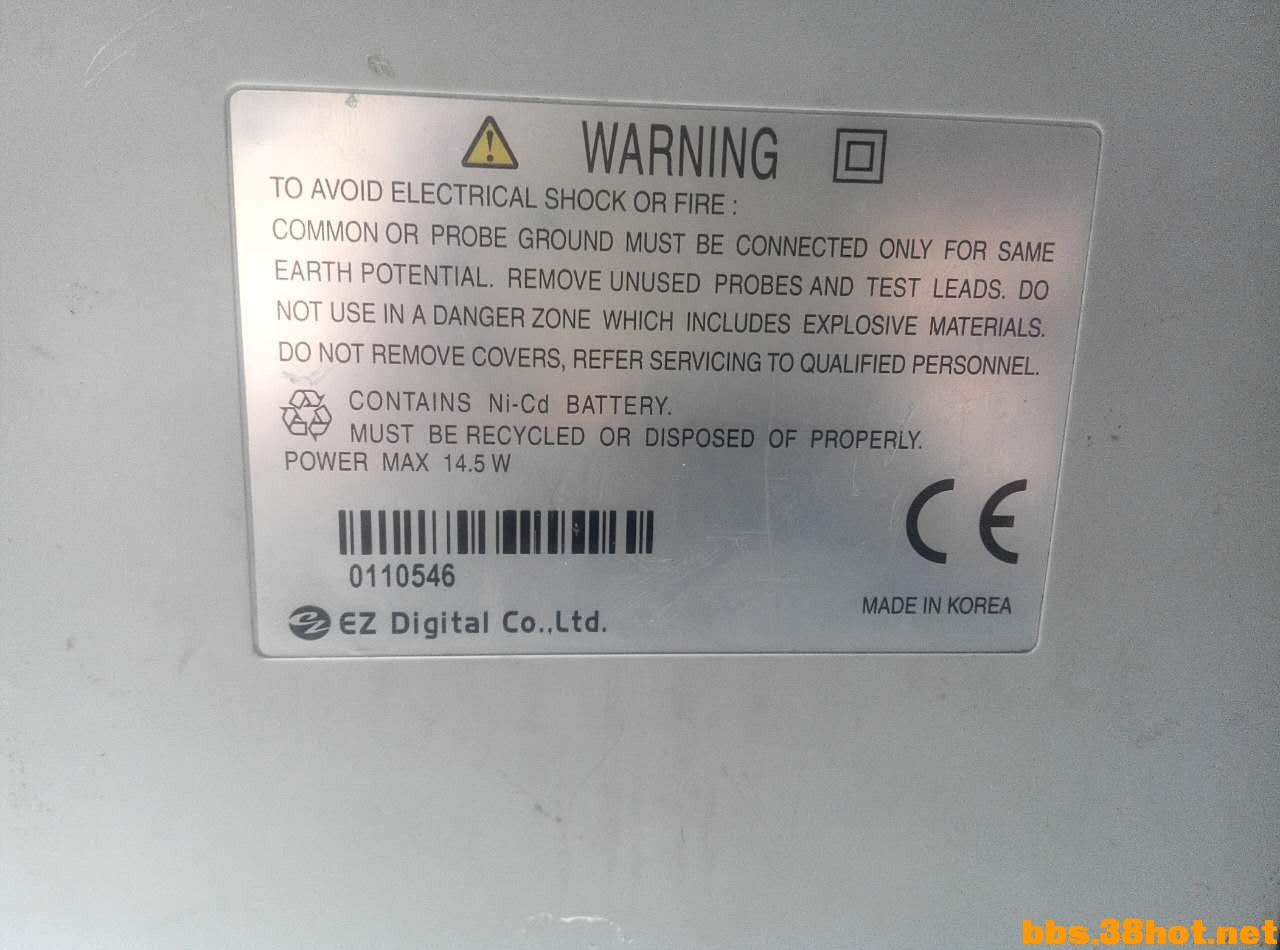 WARNING
TO AVOID ELECTRICAL SHOCK OR FIRE :
COMMON OR PROBE GROUND MUST BE CONNECTED ONLY FOR SAME
EARTH POTENTIAL. REMOVE UNUSED PROBES AND TEST LEADS. DO
NOT USE IN A DANGER ZONE WHICH INCLUDES EXPLOSIVE MATERIALS.
DO NOT REMOVE COVERS, REFER SERVICING TO QUALIFIED PERSONNEL.
CONTAINS Ni-Cd BATTERY.
MUST BE RECYCLED OR DISPOSED OF PROPERLY.
POWER MAX 14.5 W
CE
0110546
MADE IN KOREA
EZ Digital Co.,Ltd.
bbs.38hot.net